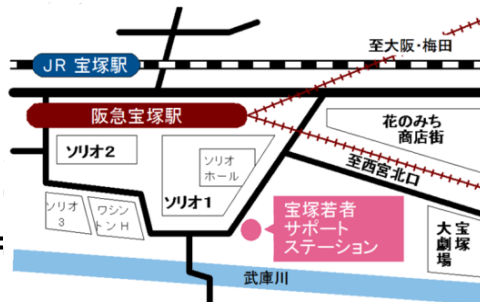 至大阪・梅田
JR 宝塚駅
阪急宝塚駅
花のみち
商店街
ソリオ2
ソリオ
ホール
至西宮北口
ソリオ1
ソリオ
3
ワシン
トンH
宝塚若者
サポート
ステーション
宝塚
大劇場
武庫川